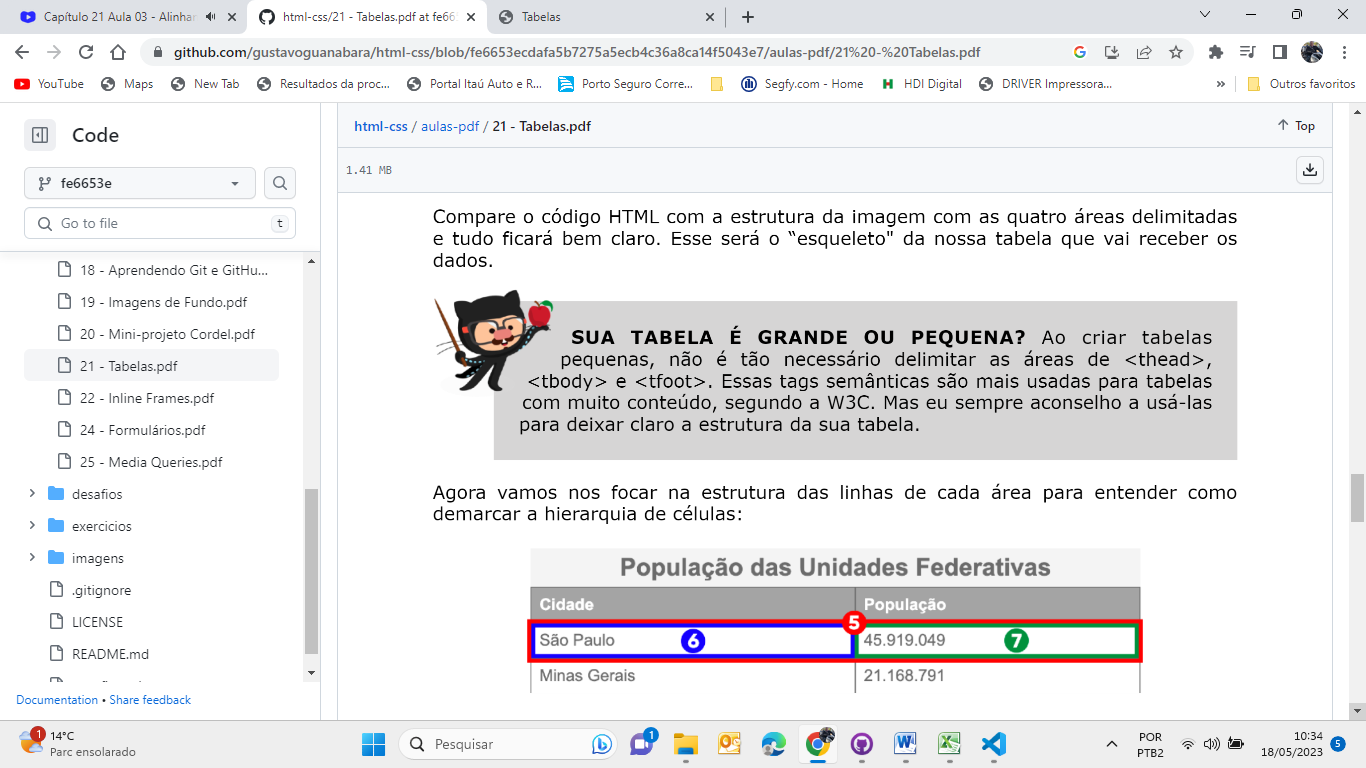 Capítulo 21 Aula 03 - Alinhar
html-css/21 - Tabelas.pdf at fe665
Tabelas
github.com/gustavoguanabara/html-css/blob/fe6653ecdafa5b7275a5ecb4c36a8ca14f5043e7/aulas-pdf/21%20-%20Tabelas.pdf
YouTube
Maps
New Tab
Resultados da proc...
Portal Itaú Auto e R...
Porto Seguro Corre...
Segfy.com - Home
HDI Digital
DRIVER Impressora...
»
Outros favoritos
Code
fe6653e
Go to file
t
18 - Aprendendo Git e GitHu...
19 - Imagens de Fundo.pdf
20 - Mini-projeto Cordel.pdf
21 - Tabelas.pdf
22 - Inline Frames.pdf
24 - Formulários.pdf
25 - Media Queries.pdf
desafios
exercicios
imagens
.gitignore
LICENSE
README.md
Documentation • Share feedback
html-css / aulas-pdf / 21 - Tabelas.pdf
Top
1.41 MB
Compare o código HTML com a estrutura da imagem com as quatro áreas delimitadas
e tudo ficará bem claro. Esse será o “esqueleto" da nossa tabela que vai receber os
dados.
SUA TABELA É GRANDE OU PEQUENA? Ao criar tabelas
pequenas, não é tão necessário delimitar as áreas de <thead>,
<tbody> e <tfoot>. Essas tags semânticas são mais usadas para tabelas
com muito conteúdo, segundo a W3C. Mas eu sempre aconselho a usá-las
para deixar claro a estrutura da sua tabela.
Agora vamos nos focar na estrutura das linhas de cada área para entender como
demarcar a hierarquia de células:
População das Unidades Federativas
Cidade População
5
São Paulo 6 45.919.049 7
Minas Gerais 21.168.791
1
14°C
Parc ensolarado
Pesquisar
1
POR
PTB2
10:34
18/05/2023
5